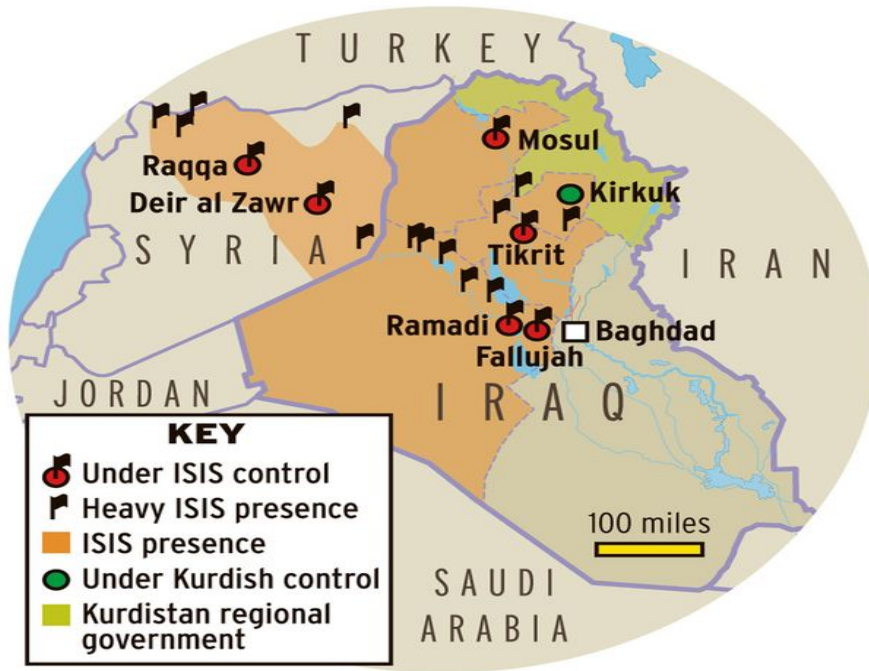 TURKEY
Mosul
Raqqa
Kirkuk
Deir al Zawr
SYRIA
Tikrit
IRAN
Ramadi
Baghdad
Fallujah
JORDAN
IRAQ
KEY
Under ISIS control
Heavy ISIS presence
ISIS presence
Under Kurdish control
Kurdistan regional
government
100 miles
SAUDI
ARABIA